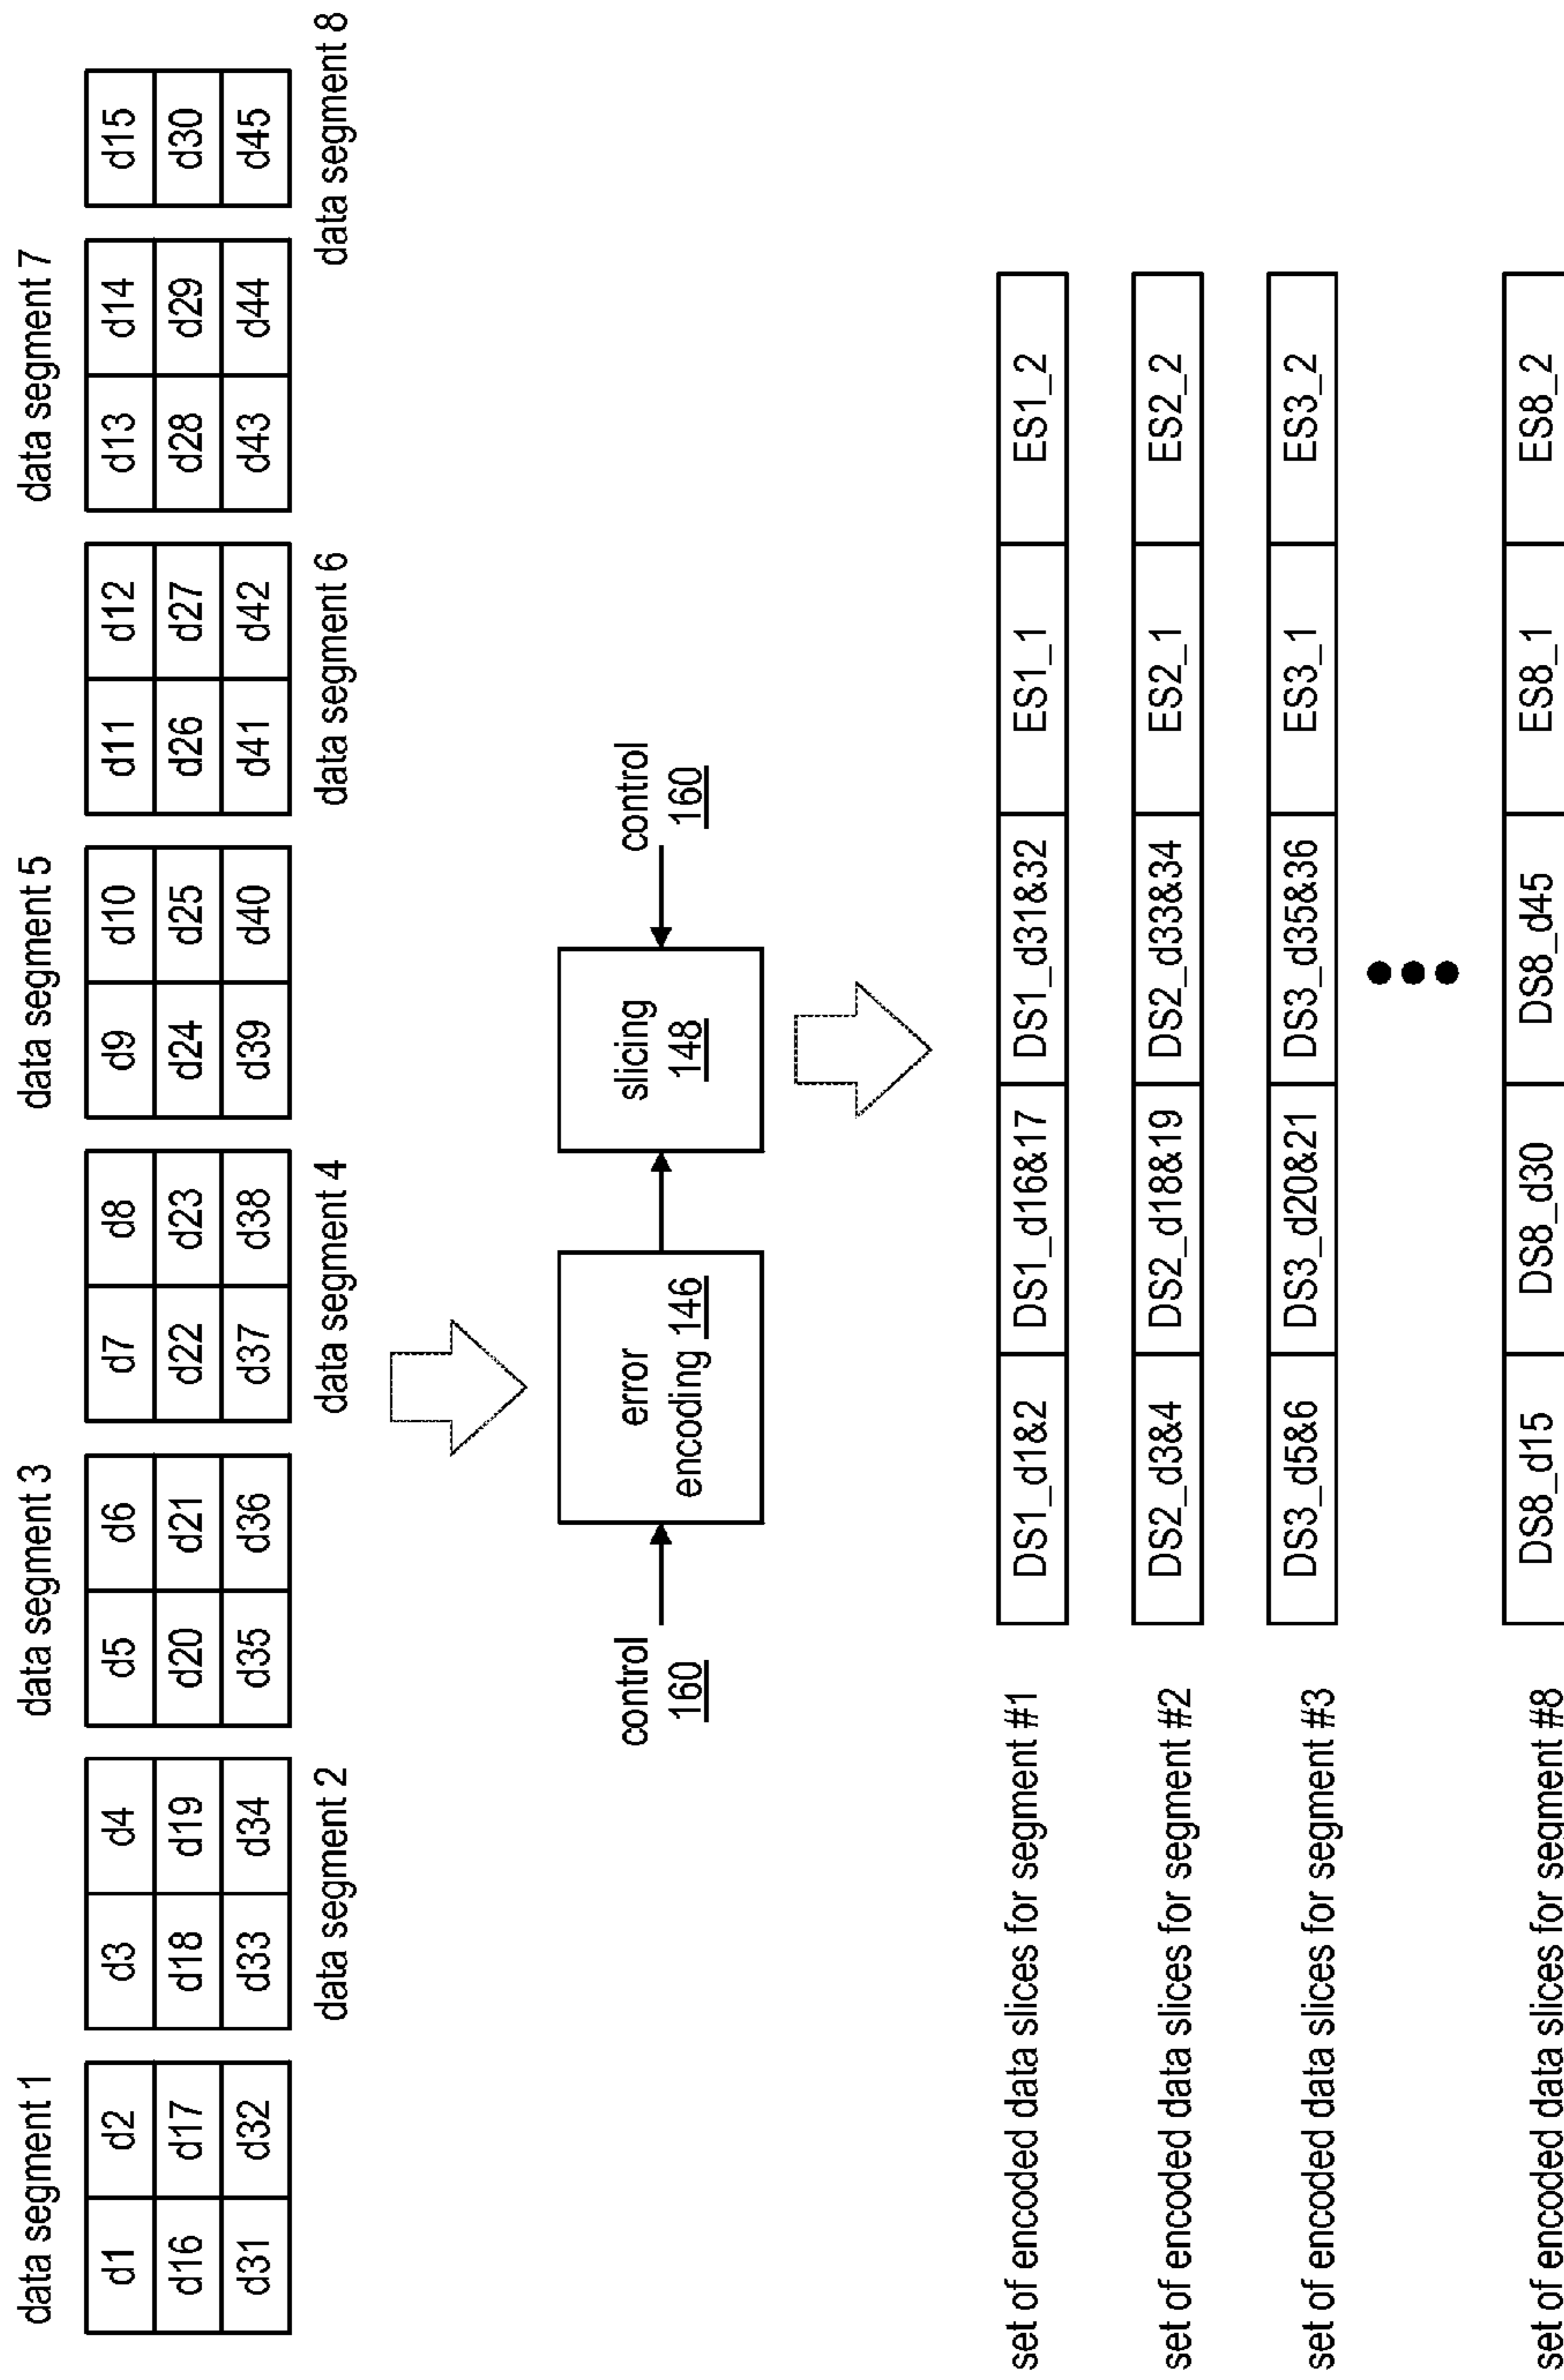 data segment 1
data segment 3
data segment 5
data segment 7
d1 d2 d3 d4 d5 d6 d7 d8 d9 d10 d11 d12 d13 d14 d15
d16 d17 d18 d19 d20 d21 d22 d23 d24 d25 d26 d27 d28 d29 d30
d31 d32 d33 d34 d35 d36 d37 d38 d39 d40 d41 d42 d43 d44 d45
data segment 2
data segment 4
data segment 6
data segment 8
control
160
error
encoding 146
slicing
148
control
160
set of encoded data slices for segment #1
DS1_d1&2 DS1_d16&17 DS1_d31&32 ES1_1 ES1_2
set of encoded data slices for segment #2
DS2_d3&4 DS2_d18&19 DS2_d33&34 ES2_1 ES2_2
set of encoded data slices for segment #3
DS3_d5&6 DS3_d20&21 DS3_d35&36 ES3_1 ES3_2
set of encoded data slices for segment #8
DS8_d15 DS8_d30 DS8_d45 ES8_1 ES8_2